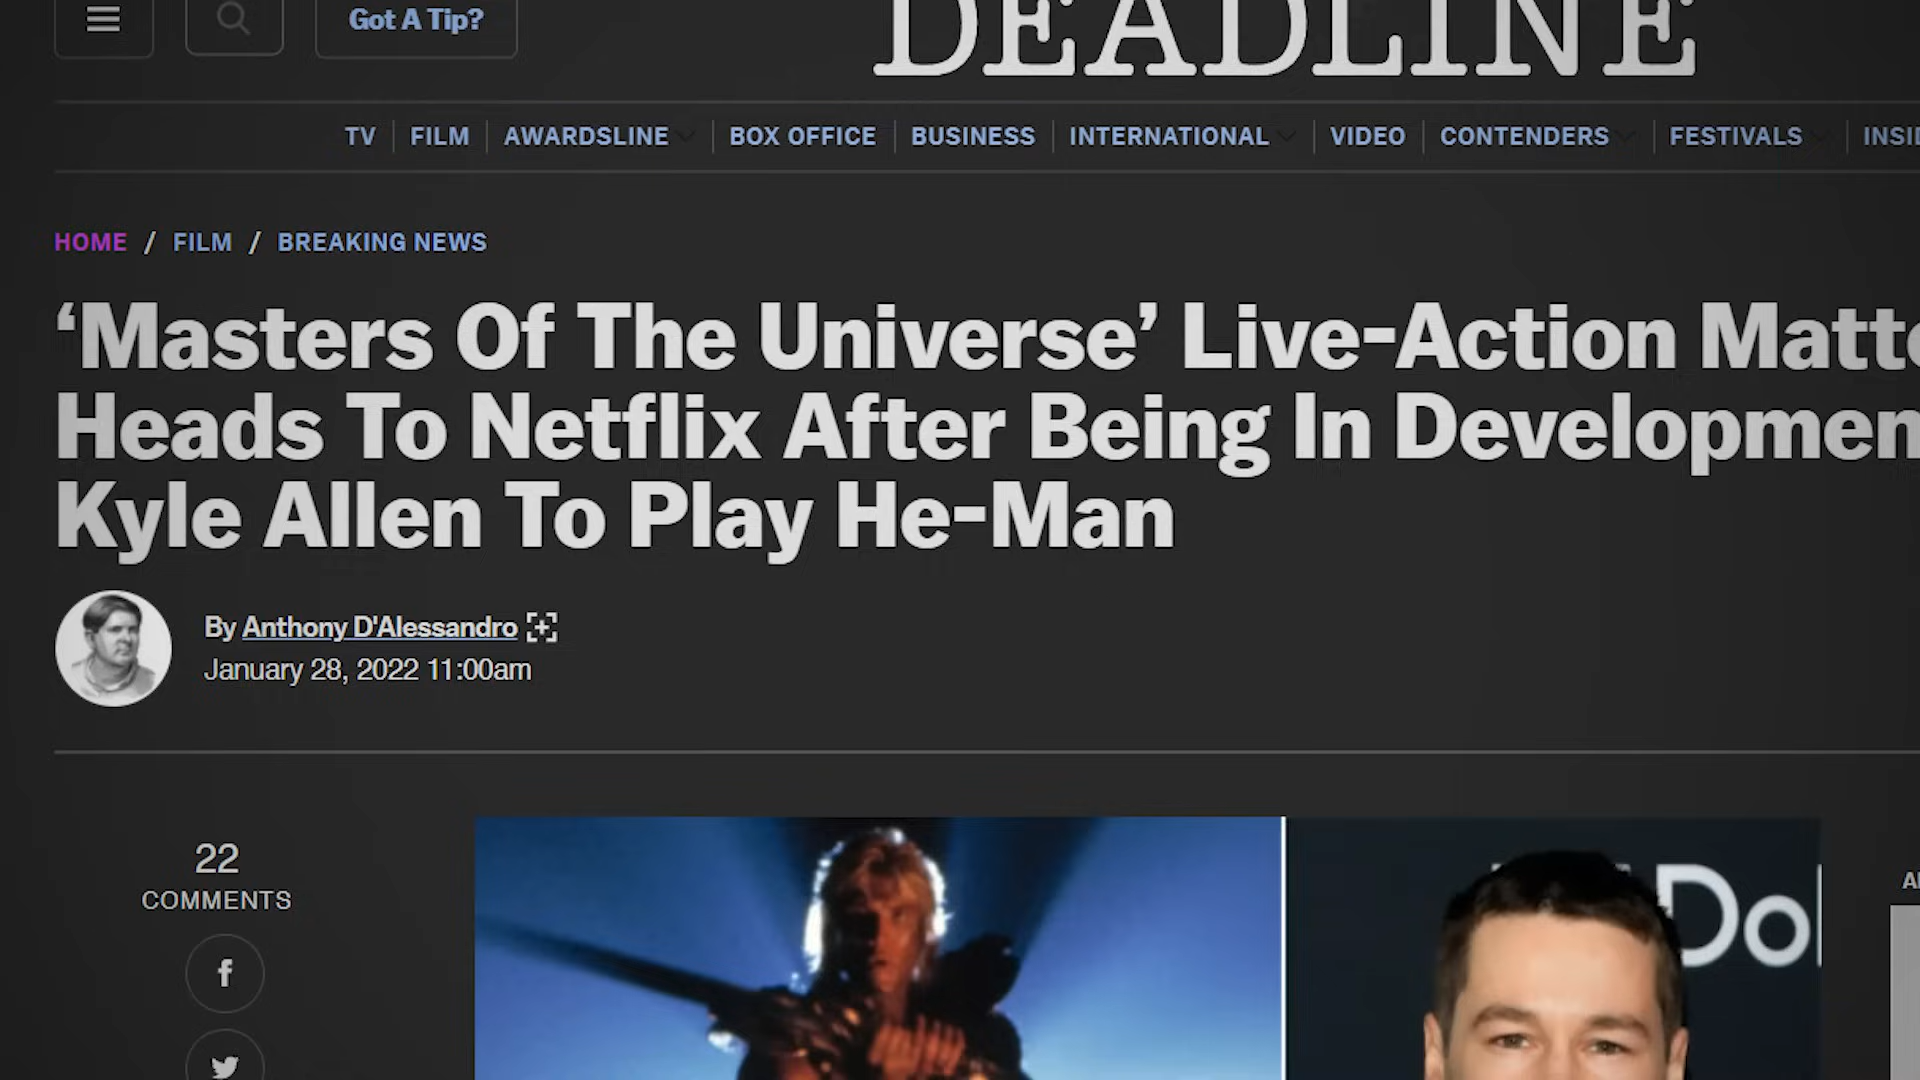 Got A Tip?
DEADLINE
TV FILM AWARDSLINE BOX OFFICE BUSINESS INTERNATIONAL VIDEO CONTENDERS FESTIVALS
HOME / FILM / BREAKING NEWS
‘Masters Of The Universe’ Live-Action
Heads To Netflix After Being In
Kyle Allen To Play He-Man
By Anthony D'Alessandro
January 28, 2022 11:00am
22
COMMENTS
f